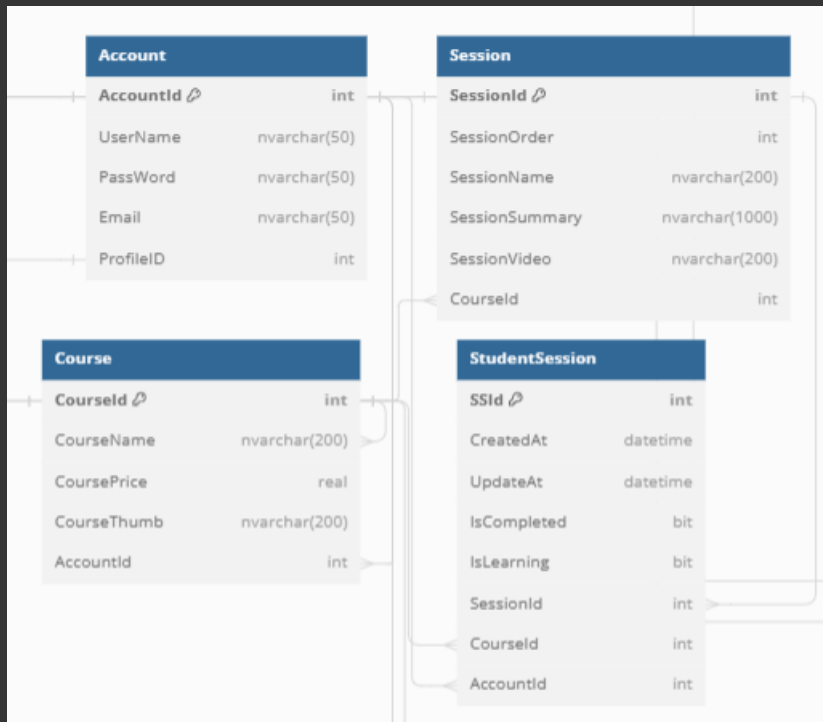 Account
AccountId int
UserName nvarchar(50)
PassWord nvarchar(50)
Email nvarchar(50)
ProfileID int
Session
SessionId int
SessionOrder int
SessionName nvarchar(200)
SessionSummary nvarchar(1000)
SessionVideo nvarchar(200)
CourseId int
Course
CourseId int
CourseName nvarchar(200)
CoursePrice real
CourseThumb nvarchar(200)
AccountId int
StudentSession
SSId int
CreatedAt datetime
UpdateAt datetime
IsCompleted bit
IsLearning bit
SessionId int
CourseId int
AccountId int